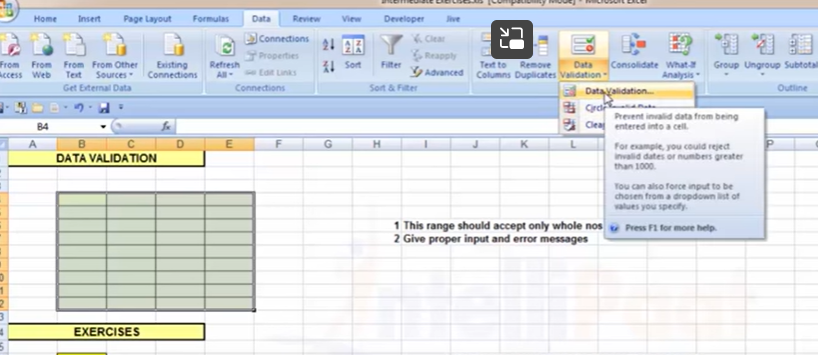 Intermediate Exercises.xls [Compatibility Mode] - Microsoft Excel
Home Insert Page Layout Formulas Data Review View Developer Jive
From Access
From Web
From Text
From Other Sources
Existing Connections
Get External Data
Refresh All
Connections
Properties
Edit Links
Connections
Sort
Filter
Clear
Reapply
Advanced
Sort & Filter
Text to Columns
Remove Duplicates
Data Validation
Consolidate
What-If Analysis
Group
Ungroup
Subtotal
Outline
Data Validation...
Circle Invalid Data
Clea
Prevent invalid data from being
entered into a cell.
For example, you could reject
invalid dates or numbers greater
than 1000.
You can also force input to be
chosen from a dropdown list of
values you specify.
Press F1 for more help.
B4 fx
A B C D E F G H I J K L P
DATA VALIDATION
1 This range should accept only whole nos
2 Give proper input and error messages
EXERCISES
intelliPaat